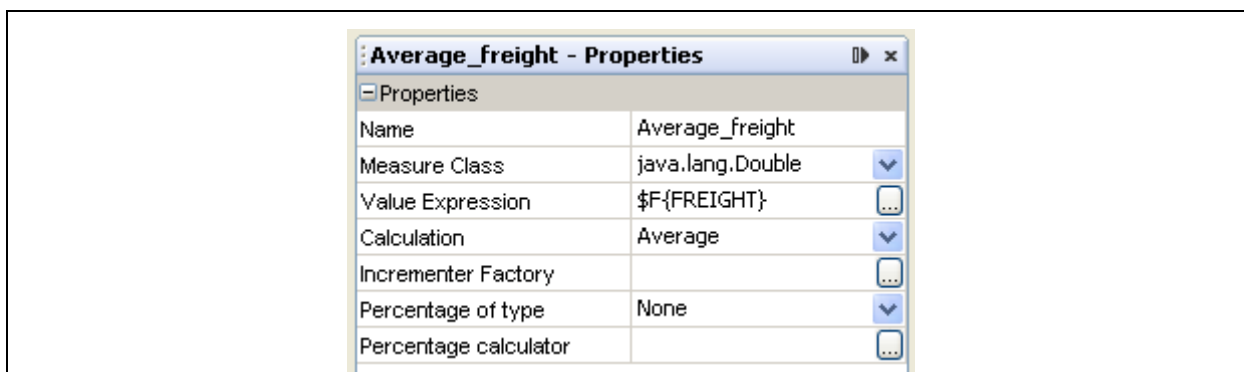 Average_freight - Properties
Properties
Name Average_freight
Measure Class java.lang.Double
Value Expression $F{FREIGHT} ...
Calculation Average
Incrementer Factory ...
Percentage of type None
Percentage calculator ...